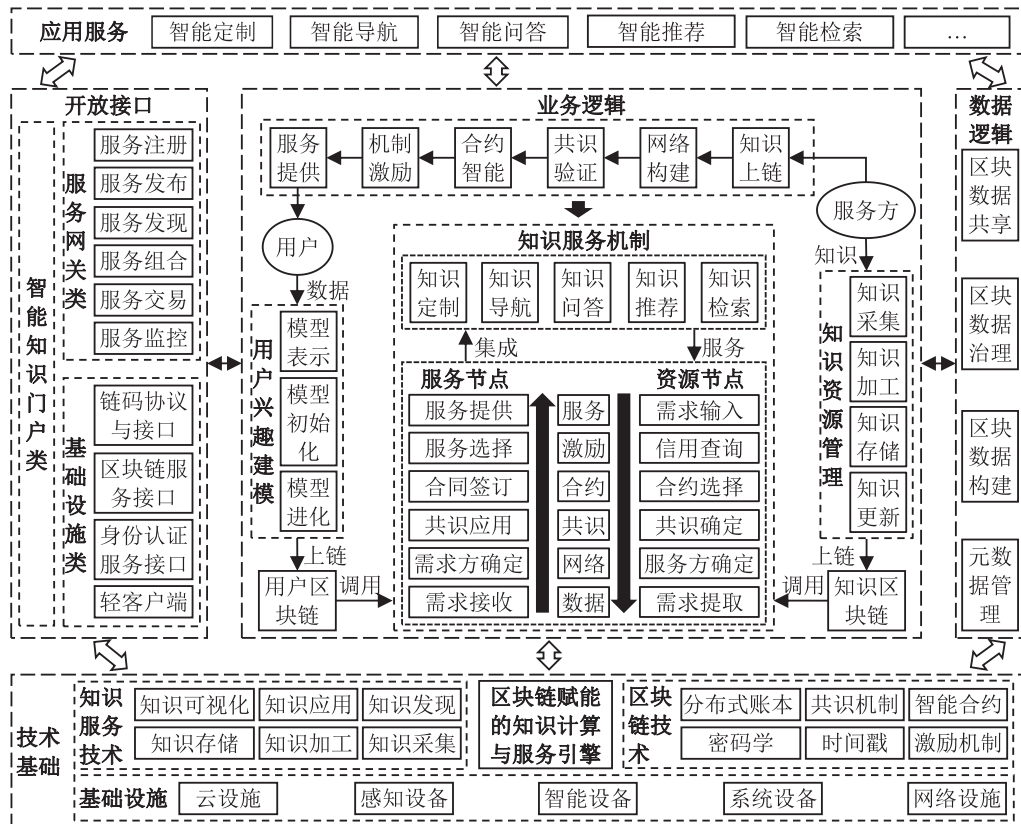 应用服务
智能定制
智能导航
智能问答
智能推荐
智能检索
…
开放接口
智能知识门户类
服务网关类
服务注册
服务发布
服务发现
服务组合
服务交易
服务监控
基础设施类
链码协议
与接口
区块链服
务接口
身份认证
服务接口
轻客户端
业务逻辑
服务
提供
机制
激励
合约
智能
共识
验证
网络
构建
知识
上链
用户
服务方
数据
知识
用户兴趣建模
模型
表示
模型
初始
化
模型
进化
上链
用户区
块链
调用
知识服务机制
知识
定制
知识
导航
知识
问答
知识
推荐
知识
检索
集成
服务
服务节点
资源节点
服务提供
服务选择
合同签订
共识应用
需求方确定
需求接收
服务
激励
合约
共识
网络
数据
需求输入
信用查询
合约选择
共识确定
服务方确定
需求提取
知识资源管理
知识
采集
知识
加工
知识
存储
知识
更新
上链
调用
知识区
块链
数据
逻辑
区块
数据
共享
区块
数据
治理
区块
数据
构建
元数
据管
理
技术
基础
知识
服务
技术
知识可视化
知识应用
知识发现
知识存储
知识加工
知识采集
区块链赋能
的知识计算
与服务引擎
区块
链技
术
分布式账本
共识机制
智能合约
密码学
时间戳
激励机制
基础设施
云设施
感知设备
智能设备
系统设备
网络设施